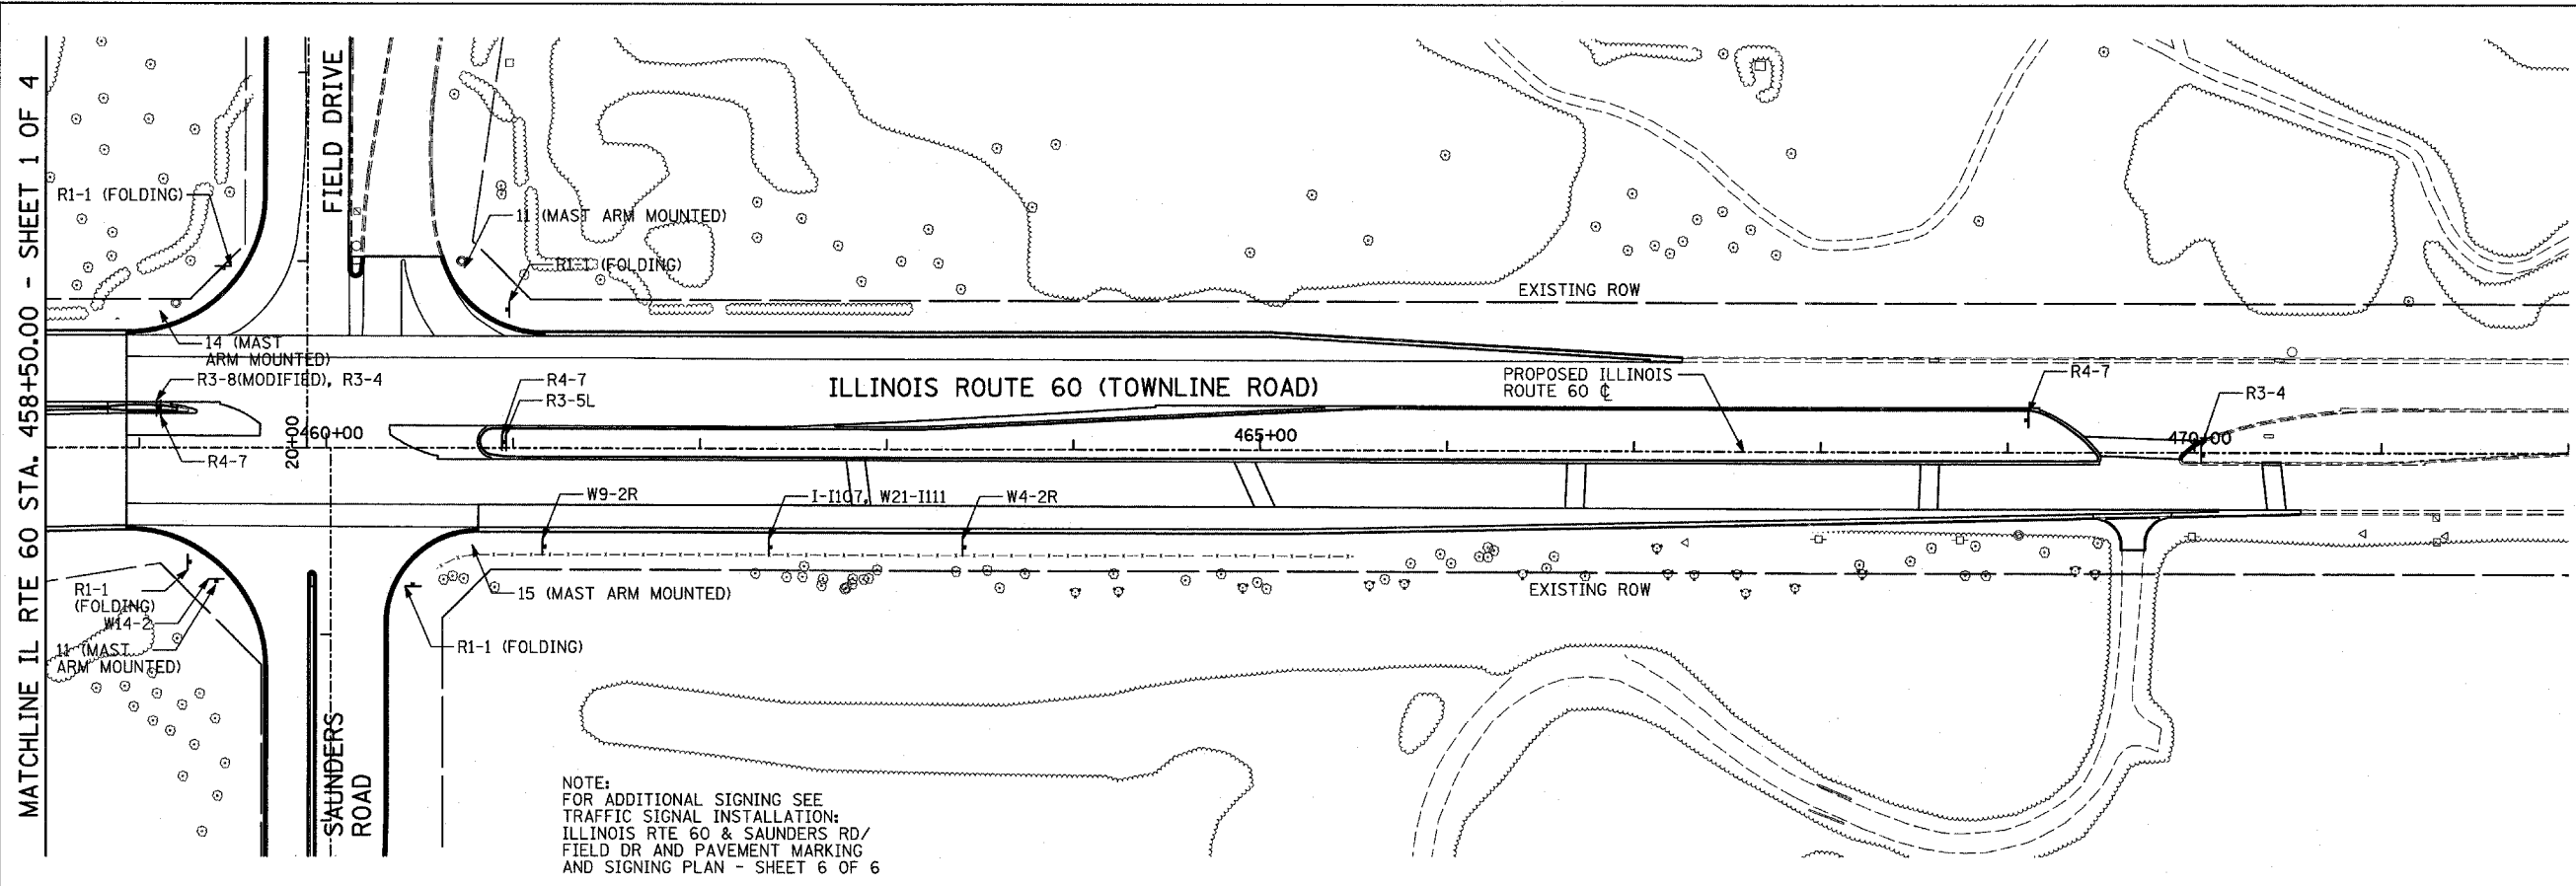 MATCHLINE IL RTE 60 STA. 458+50.00 - SHEET 1 OF 4
FIELD DRIVE
R1-1 (FOLDING)
11 (MAST ARM MOUNTED)
R1-1 (FOLDING)
EXISTING ROW
14 (MAST
ARM MOUNTED)
R3-8(MODIFIED), R3-4
R4-7
R3-5L
ILLINOIS ROUTE 60 (TOWNLINE ROAD)
PROPOSED ILLINOIS
ROUTE 60 ℄
R4-7
R3-4
R4-7
20+00
460+00
465+00
470+00
W9-2R
I-I107, W21-I111
W4-2R
R1-1
(FOLDING)
W14-2
11 (MAST
ARM MOUNTED)
15 (MAST ARM MOUNTED)
R1-1 (FOLDING)
EXISTING ROW
SAUNDERS
ROAD
NOTE:
FOR ADDITIONAL SIGNING SEE
TRAFFIC SIGNAL INSTALLATION:
ILLINOIS RTE 60 & SAUNDERS RD/
FIELD DR AND PAVEMENT MARKING
AND SIGNING PLAN - SHEET 6 OF 6